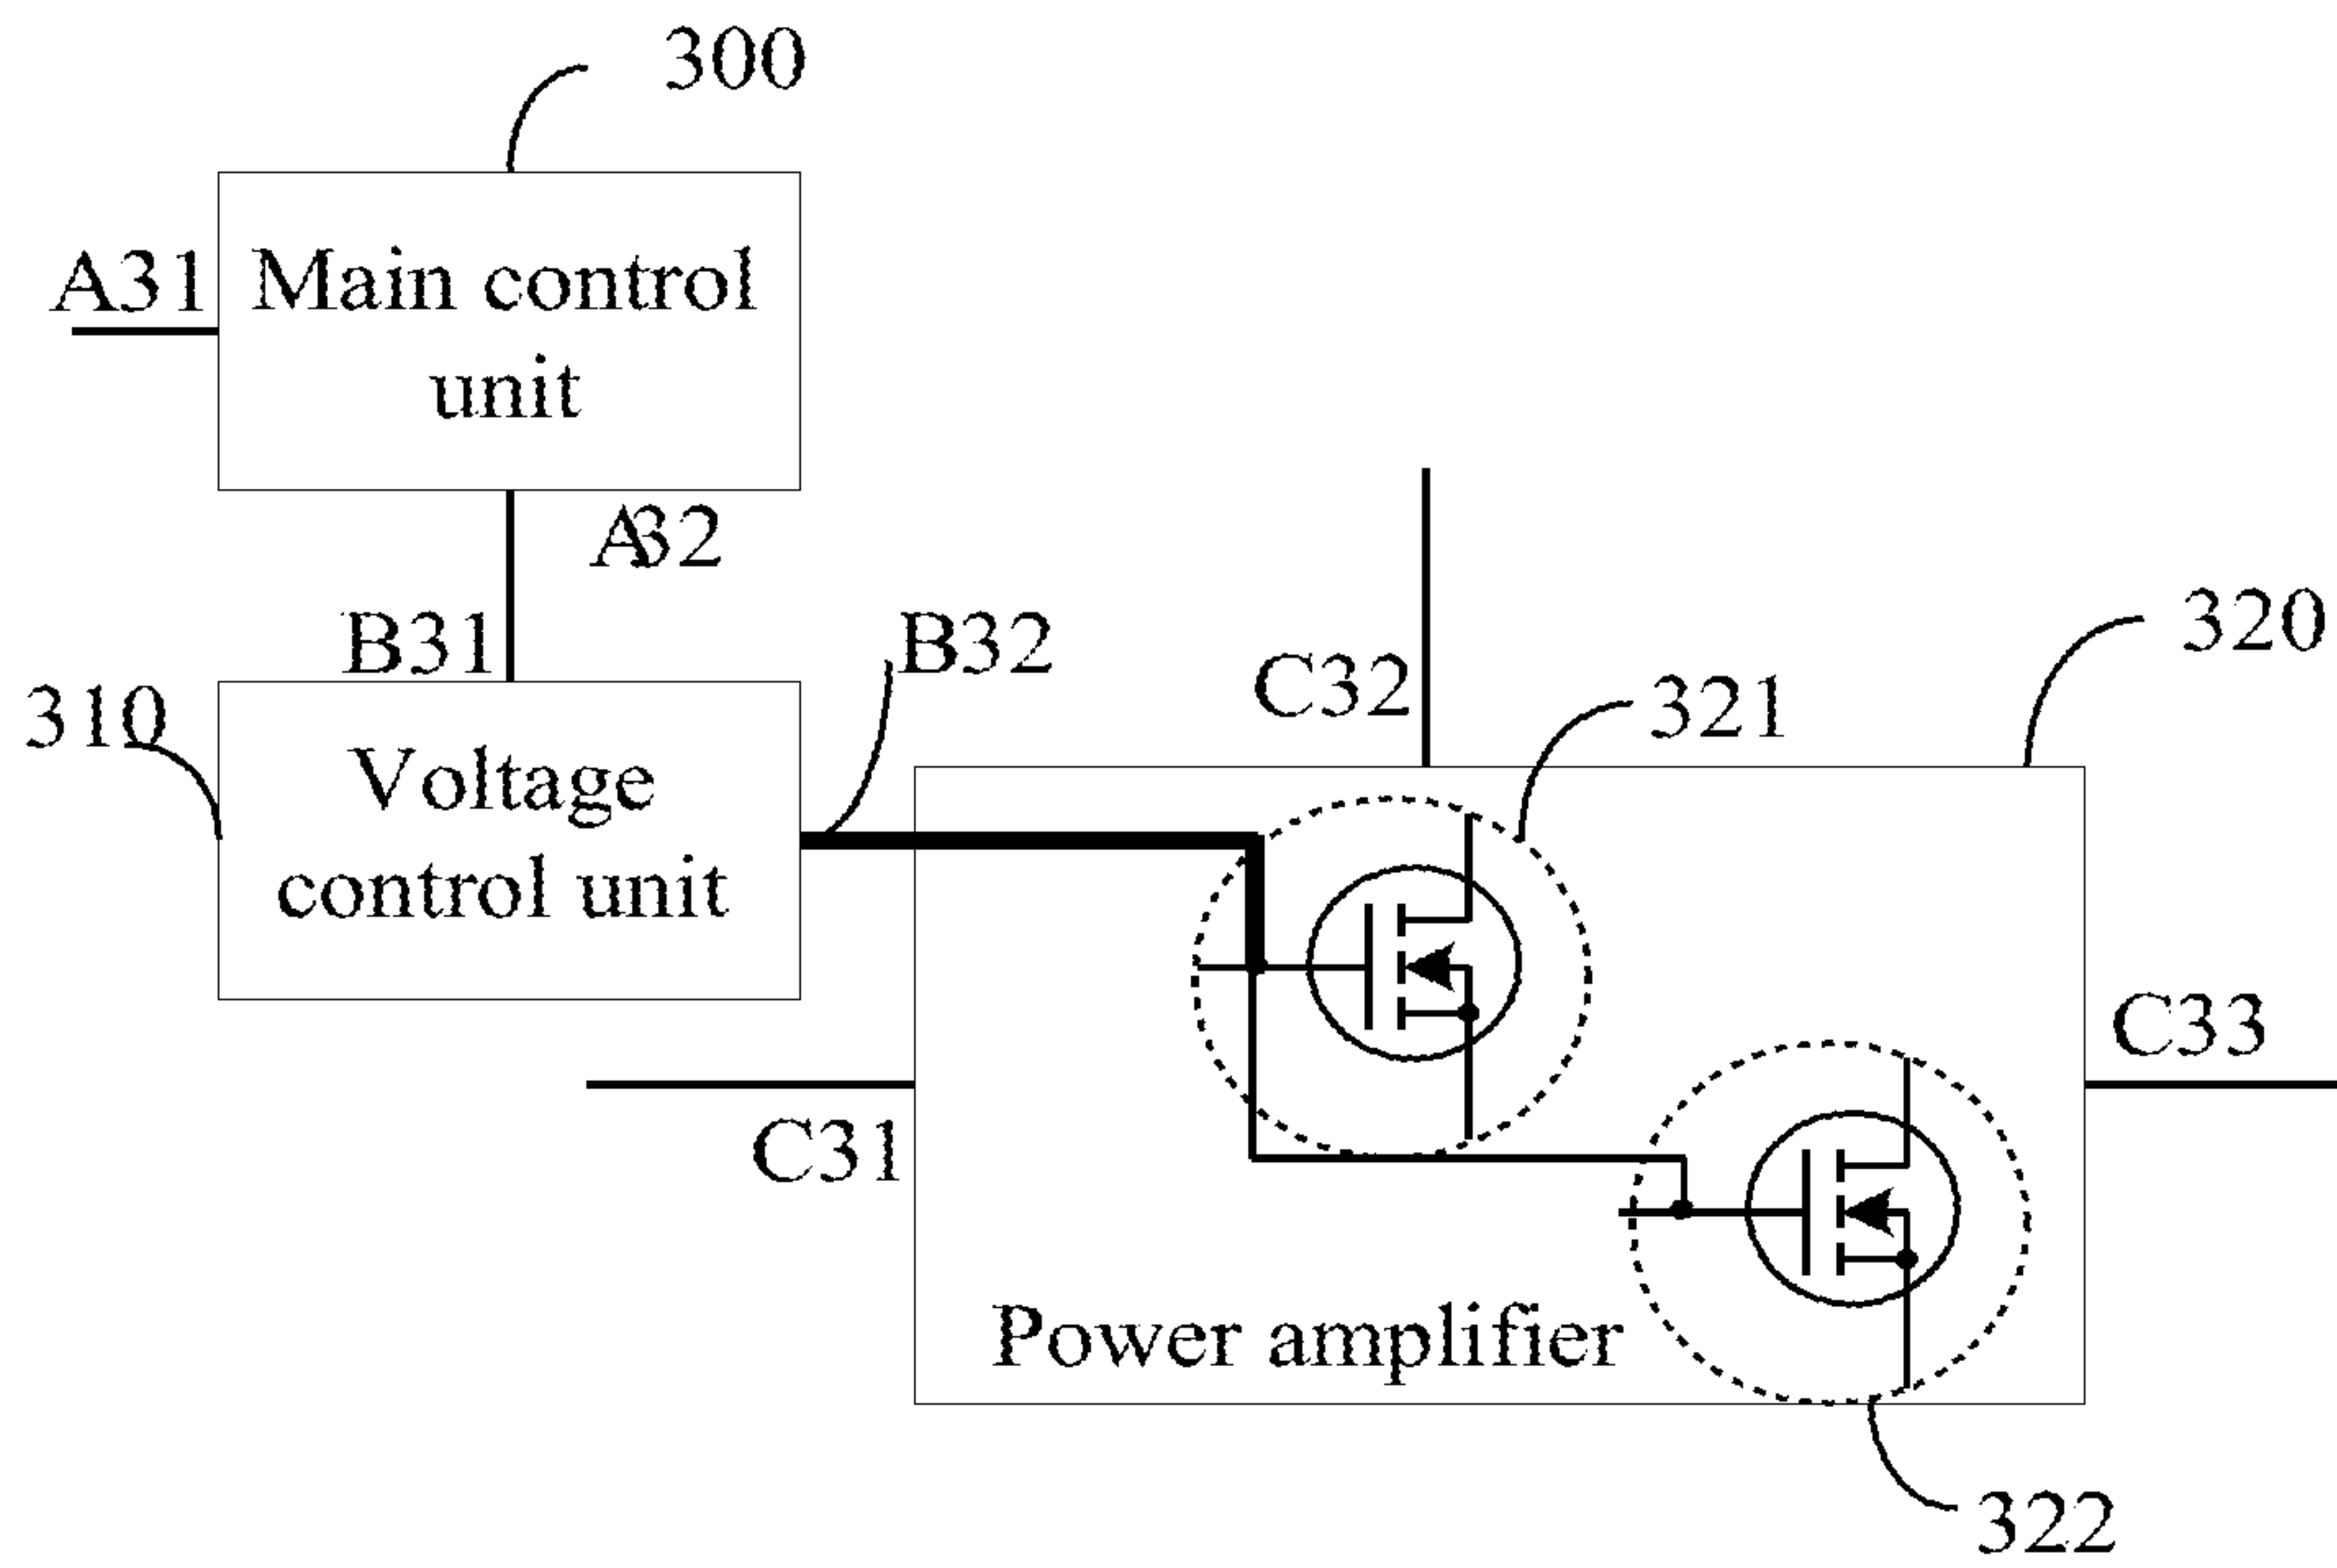 300
A31
Main control
unit
A32
B31
B32
320
C32
321
310
Voltage
control unit
C33
C31
Power amplifier
322